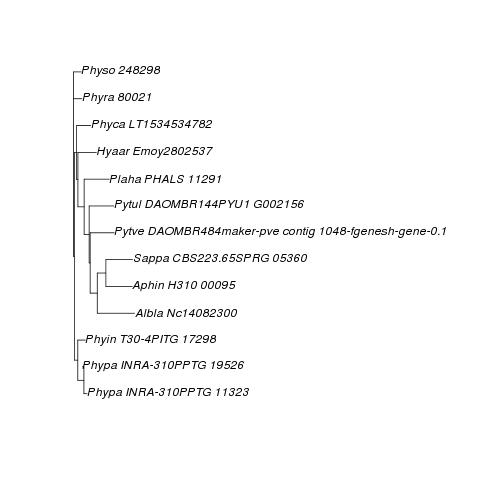 Physo 248298
Phyra 80021
Phyca LT1534534782
Hyaar Emoy2802537
Plaha PHALS 11291
Pytul DAOMBR144PYU1 G002156
Pytve DAOMBR484maker-pve contig 1048-fgenesh-gene-0.1
Sappa CBS223.65SPRG 05360
Aphin H310 00095
Albla Nc14082300
Phyin T30-4PITG 17298
Phypa INRA-310PPTG 19526
Phypa INRA-310PPTG 11323